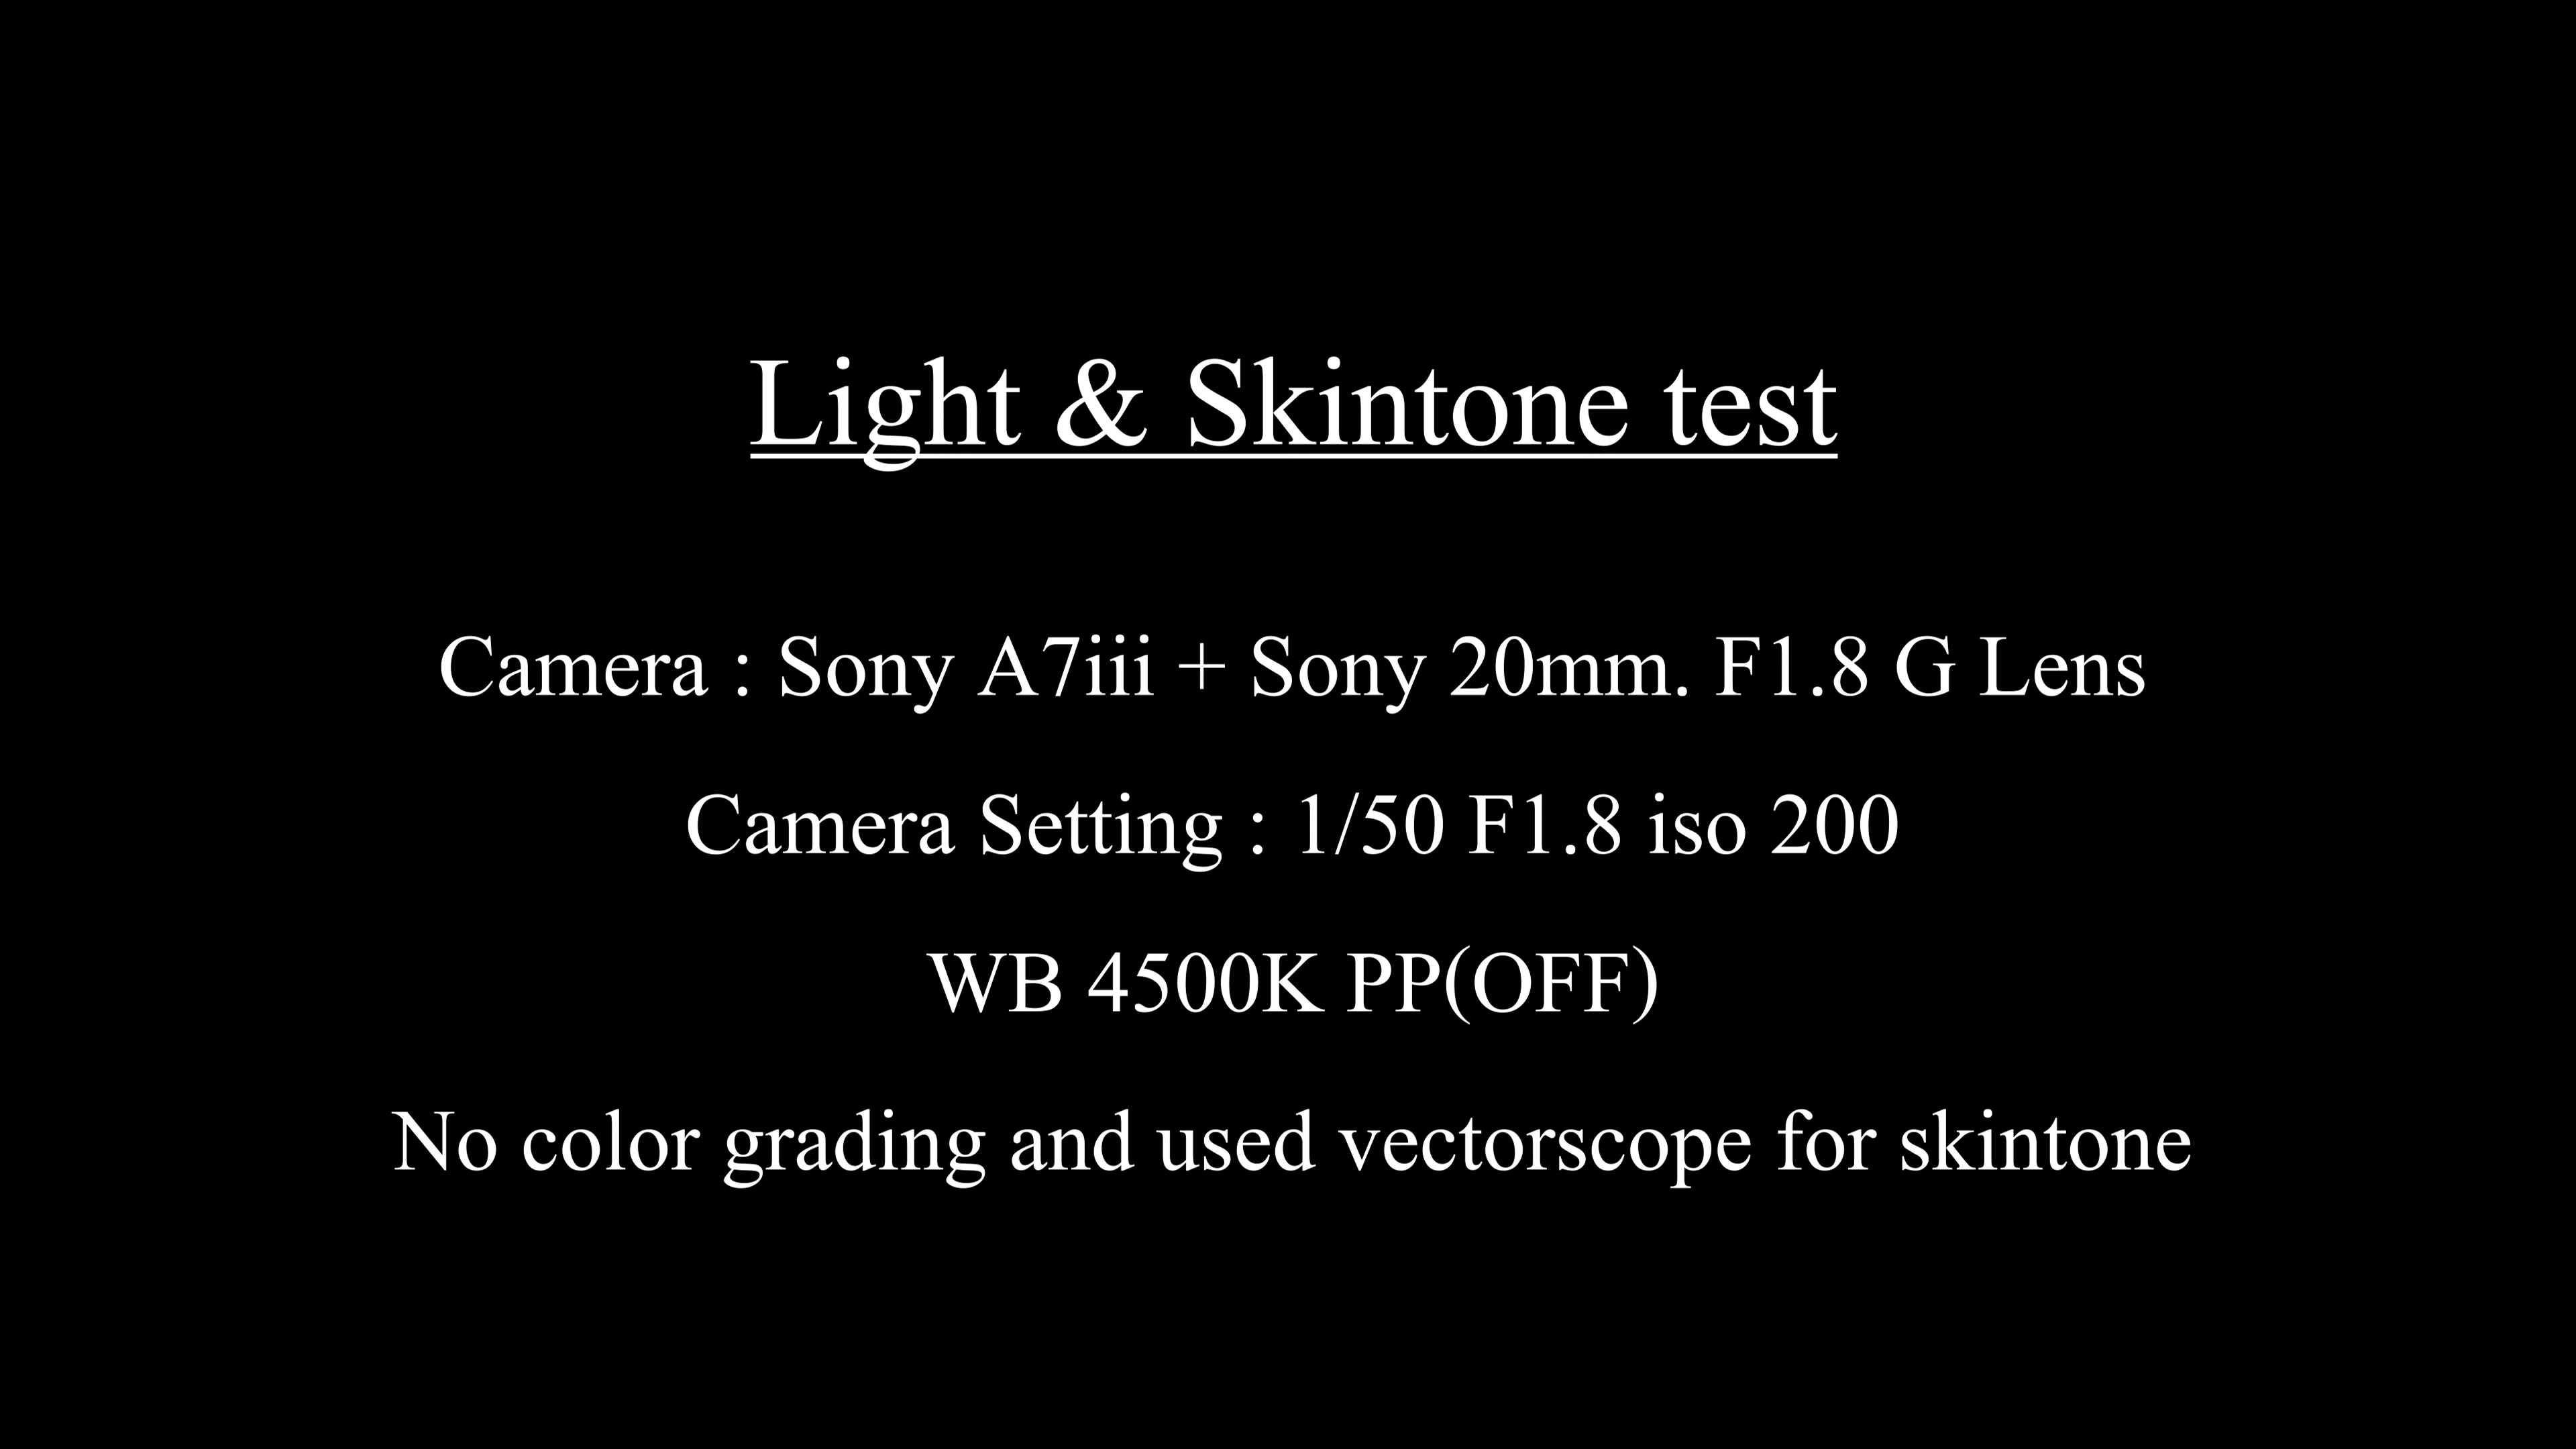 Light & Skintone test
Camera : Sony A7iii + Sony 20mm. F1.8 G Lens
Camera Setting : 1/50 F1.8 iso 200
WB 4500K PP(OFF)
No color grading and used vectorscope for skintone